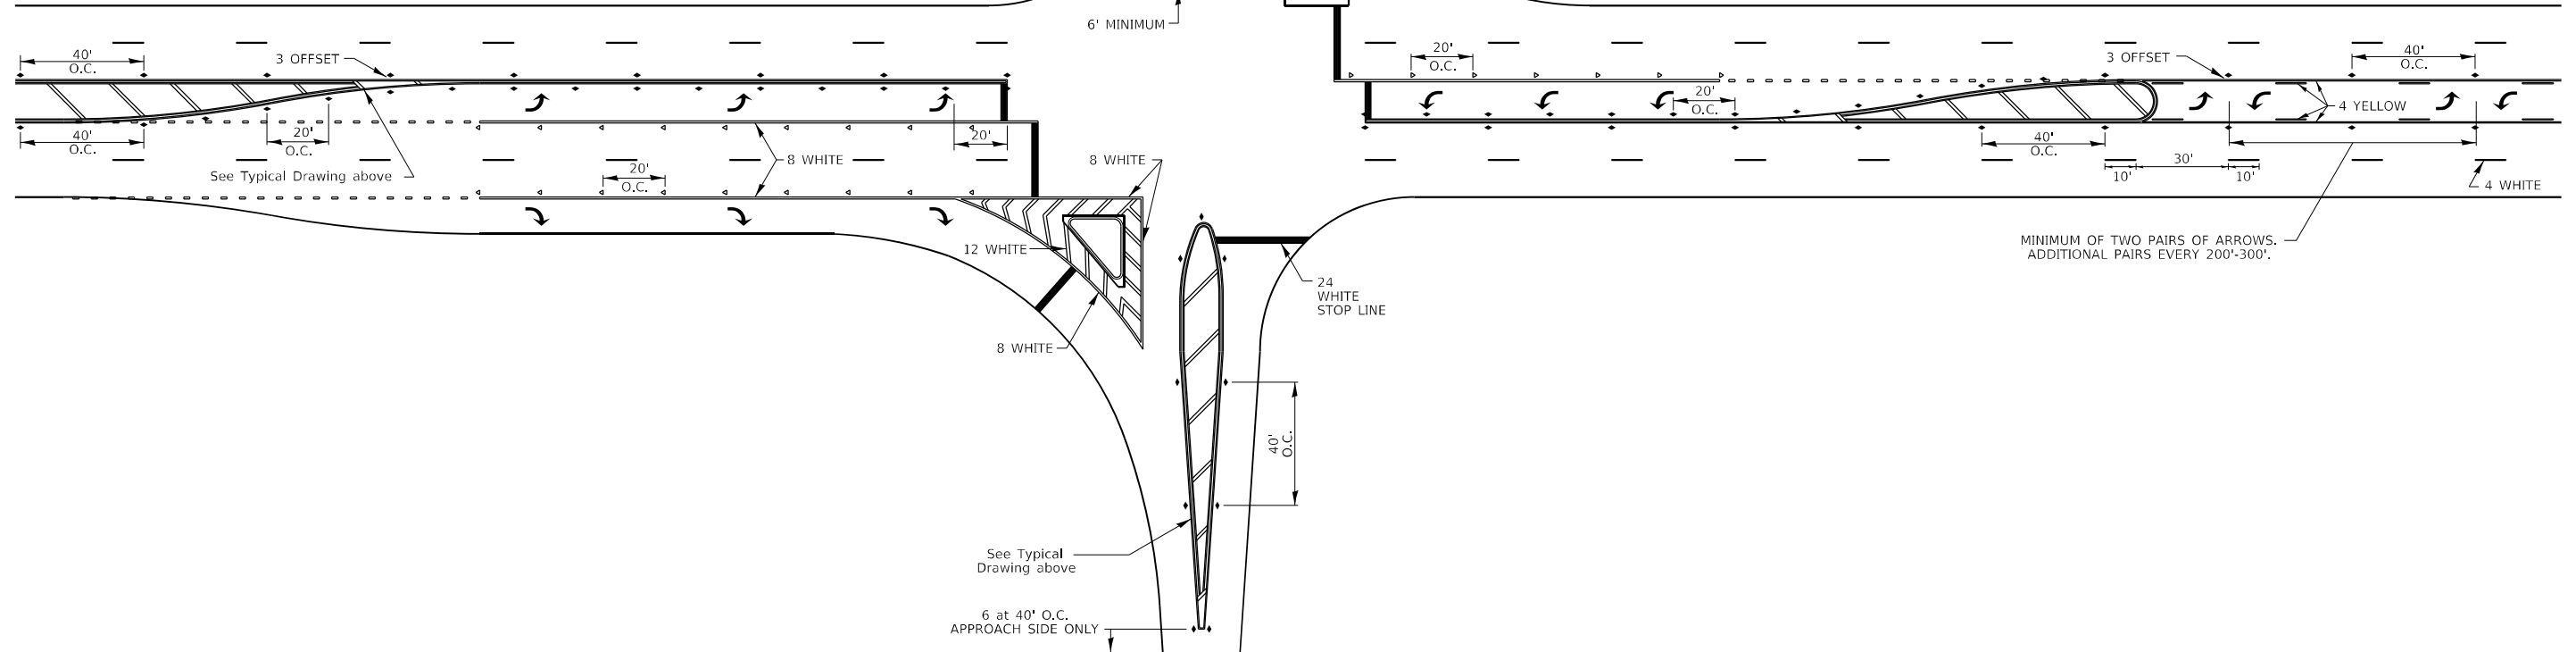 6' MINIMUM
40'
O.C.
3 OFFSET
20'
O.C.
3 OFFSET
40'
O.C.
20'
O.C.
4 YELLOW
40'
O.C.
20'
O.C.
See Typical Drawing above
20'
O.C.
8 WHITE
20'
8 WHITE
40'
O.C.
10'
30'
10'
4 WHITE
12 WHITE
MINIMUM OF TWO PAIRS OF ARROWS.
ADDITIONAL PAIRS EVERY 200'-300'.
24
WHITE
STOP LINE
8 WHITE
40'
O.C.
See Typical
Drawing above
6 at 40' O.C.
APPROACH SIDE ONLY